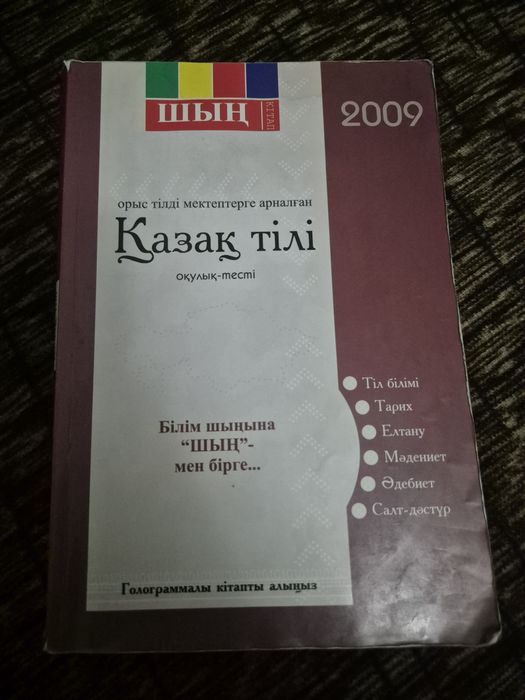 ШЫҢ
КІТАП
2009
орыс тілді мектептерге арналған
Қазақ тілі
оқулық-тесті
Тіл білімі
Тарих
Елтану
Мәдениет
Әдебиет
Салт-дәстүр
Білім шыңына
“ШЫҢ”-
мен бірге...
Голограммалы кітапты алыңыз